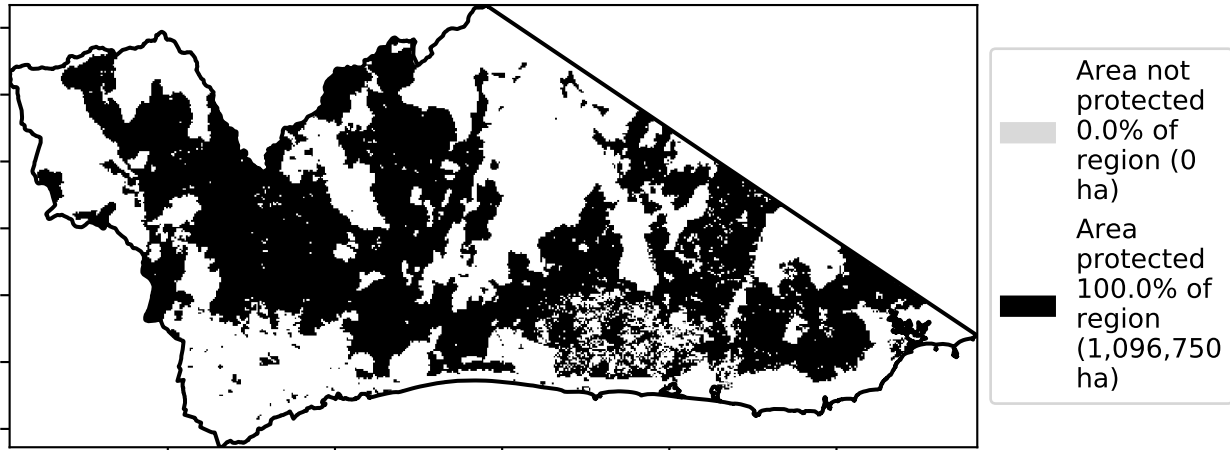 Area not
protected
0.0% of
region (0
ha)
Area
protected
100.0% of
region
(1,096,750
ha)